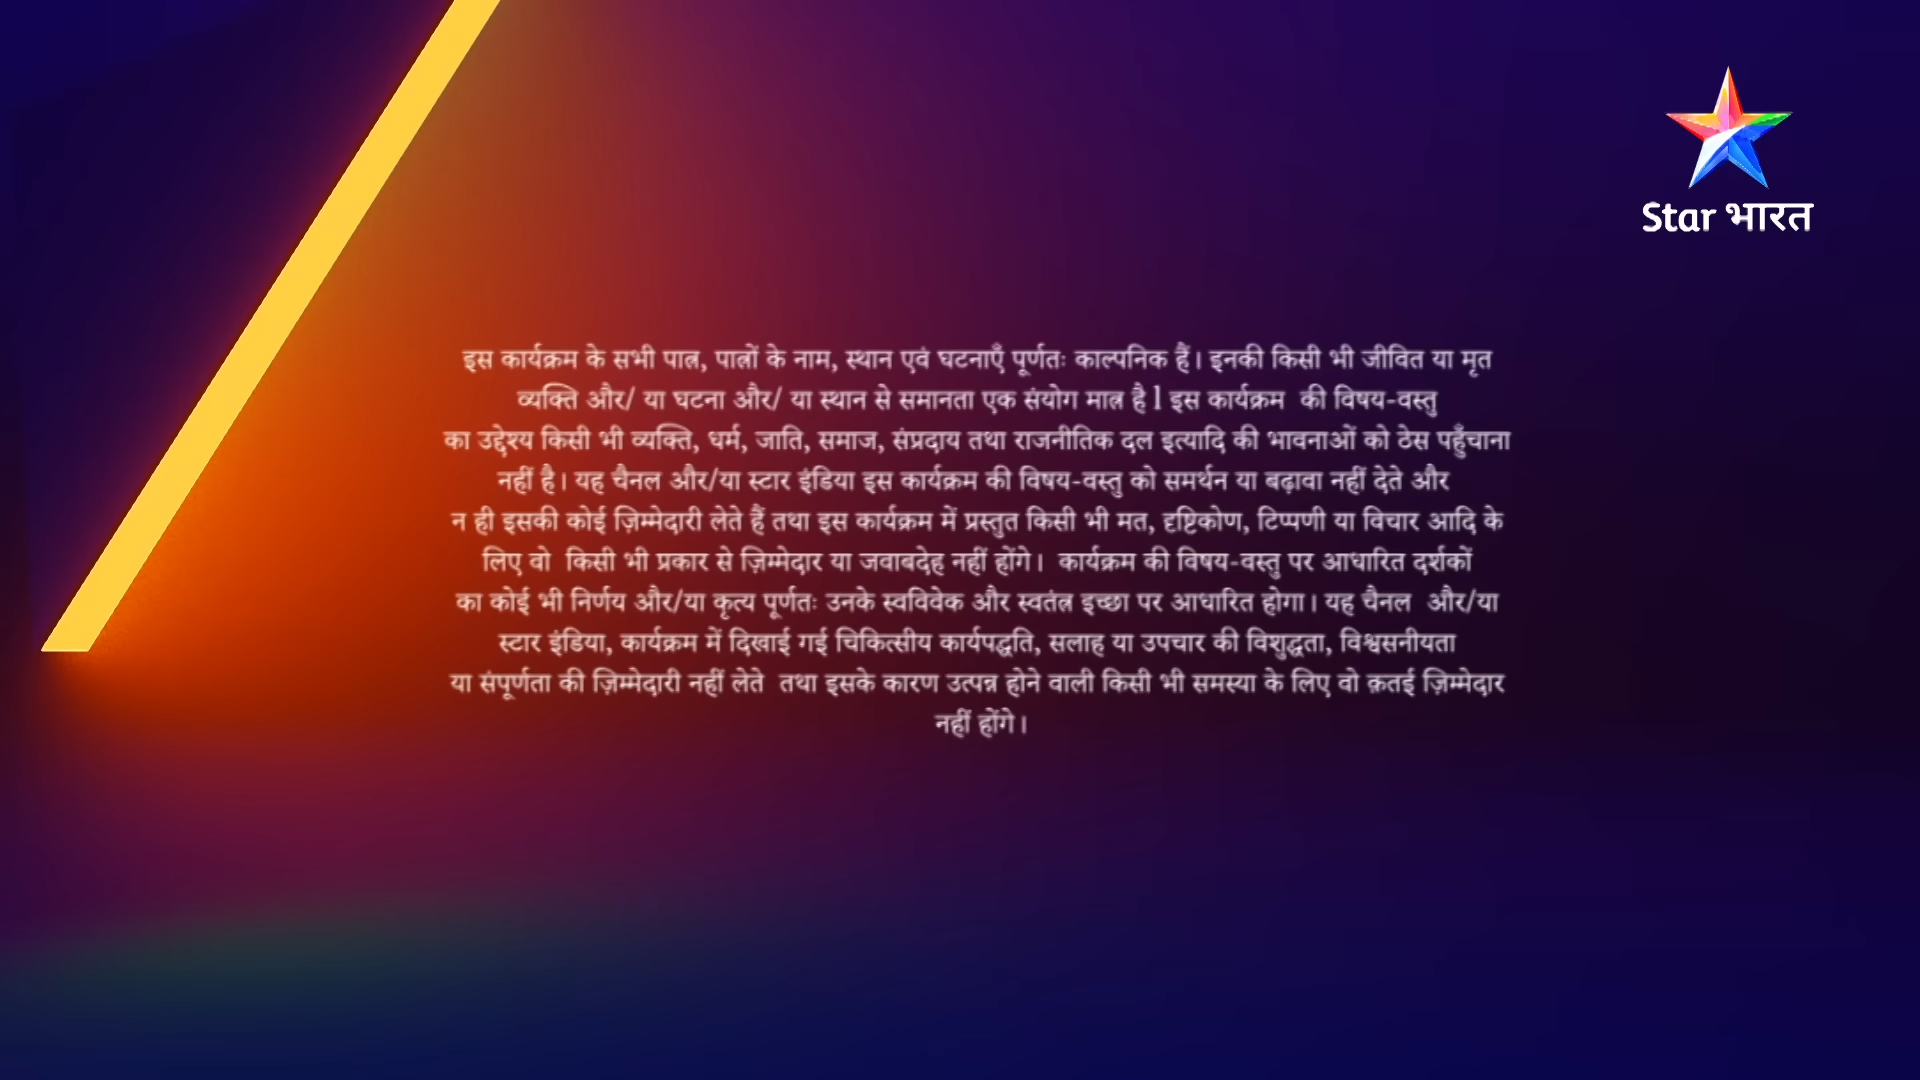 Star भारत
इस कार्यक्रम के सभी पात्र, पात्रों के नाम, स्थान एवं घटनाएँ पूर्णतः काल्पनिक हैं। इनकी किसी भी जीवित या मृत
व्यक्ति और/ या घटना और/ या स्थान से समानता एक संयोग मात्र है l इस कार्यक्रम की विषय-वस्तु
का उद्देश्य किसी भी व्यक्ति, धर्म, जाति, समाज, संप्रदाय तथा राजनीतिक दल इत्यादि की भावनाओं को ठेस पहुँचाना
नहीं है। यह चैनल और/या स्टार इंडिया इस कार्यक्रम की विषय-वस्तु को समर्थन या बढ़ावा नहीं देते और
न ही इसकी कोई ज़िम्मेदारी लेते हैं तथा इस कार्यक्रम में प्रस्तुत किसी भी मत, दृष्टिकोण, टिप्पणी या विचार आदि के
लिए वो किसी भी प्रकार से ज़िम्मेदार या जवाबदेह नहीं होंगे। कार्यक्रम की विषय-वस्तु पर आधारित दर्शकों
का कोई भी निर्णय और/या कृत्य पूर्णतः उनके स्वविवेक और स्वतंत्र इच्छा पर आधारित होगा। यह चैनल और/या
स्टार इंडिया, कार्यक्रम में दिखाई गई चिकित्सीय कार्यपद्धति, सलाह या उपचार की विशुद्धता, विश्वसनीयता
या संपूर्णता की ज़िम्मेदारी नहीं लेते तथा इसके कारण उत्पन्न होने वाली किसी भी समस्या के लिए वो क़तई ज़िम्मेदार
नहीं होंगे।